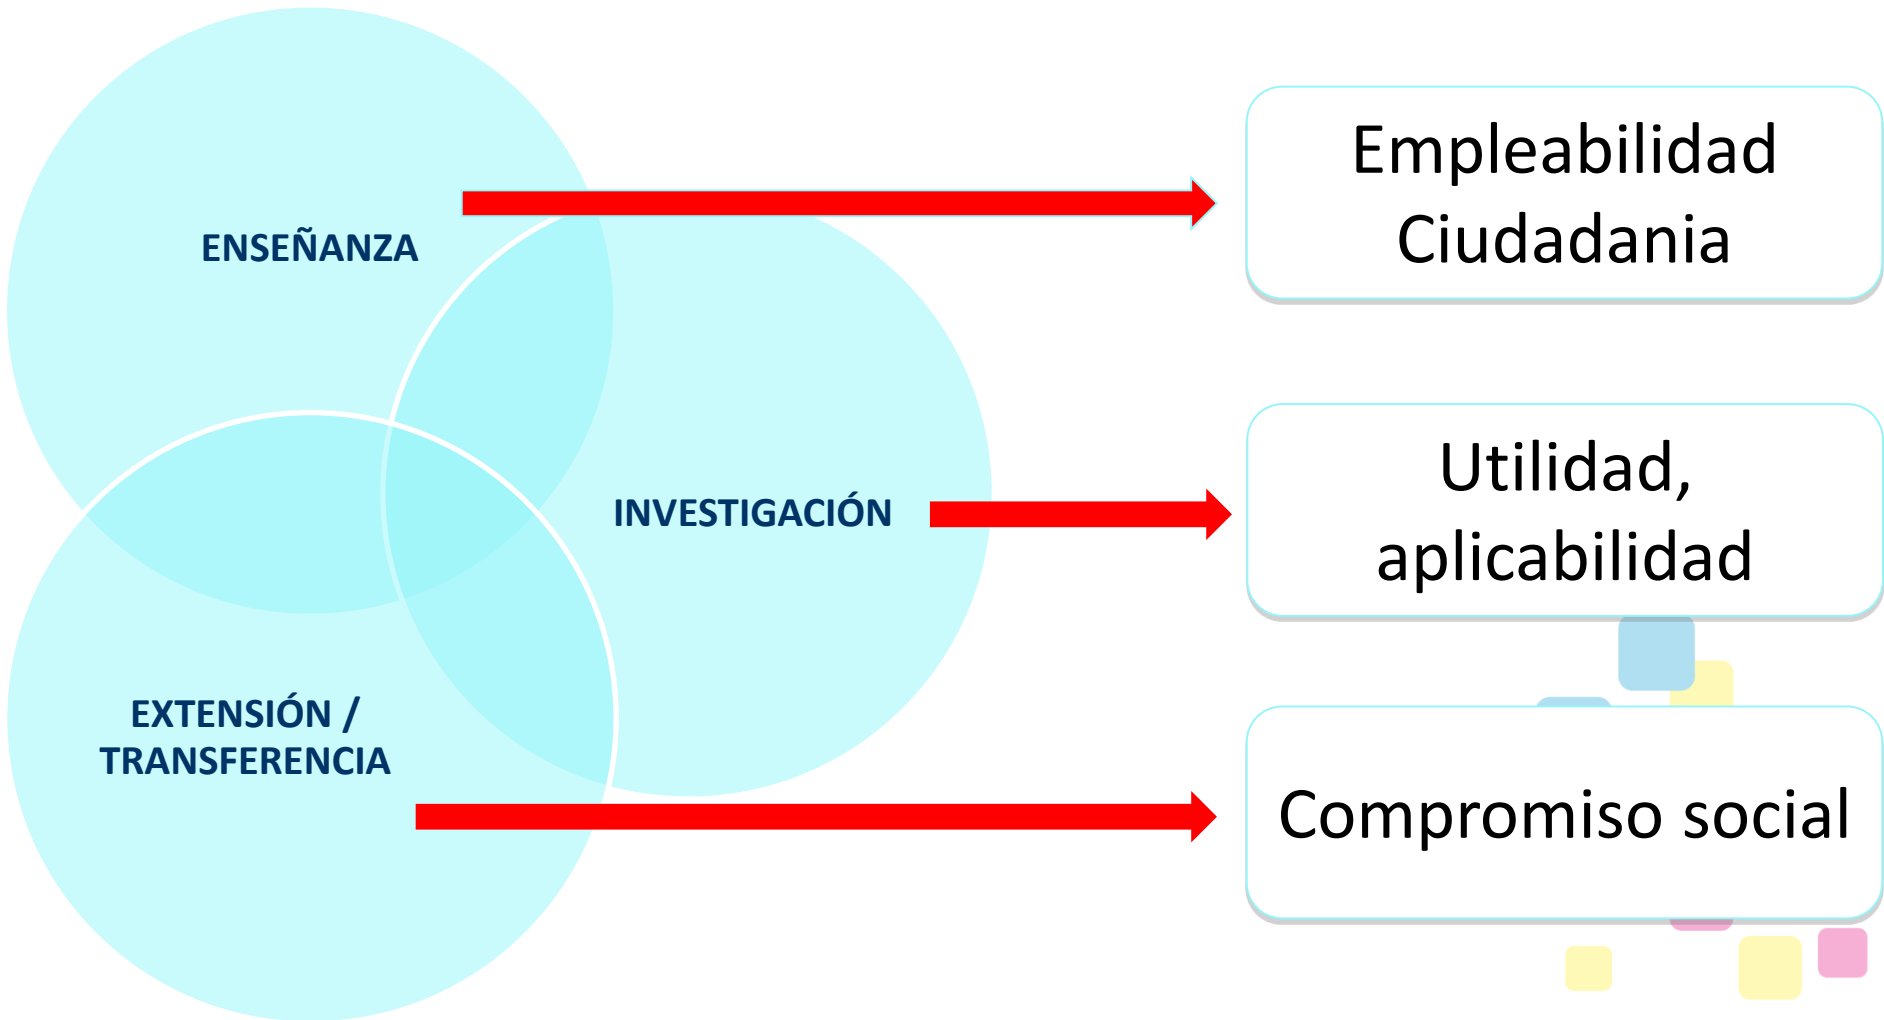 ENSEÑANZA
Empleabilidad
Ciudadania
INVESTIGACIÓN
Utilidad,
aplicabilidad
EXTENSIÓN /
TRANSFERENCIA
Compromiso social